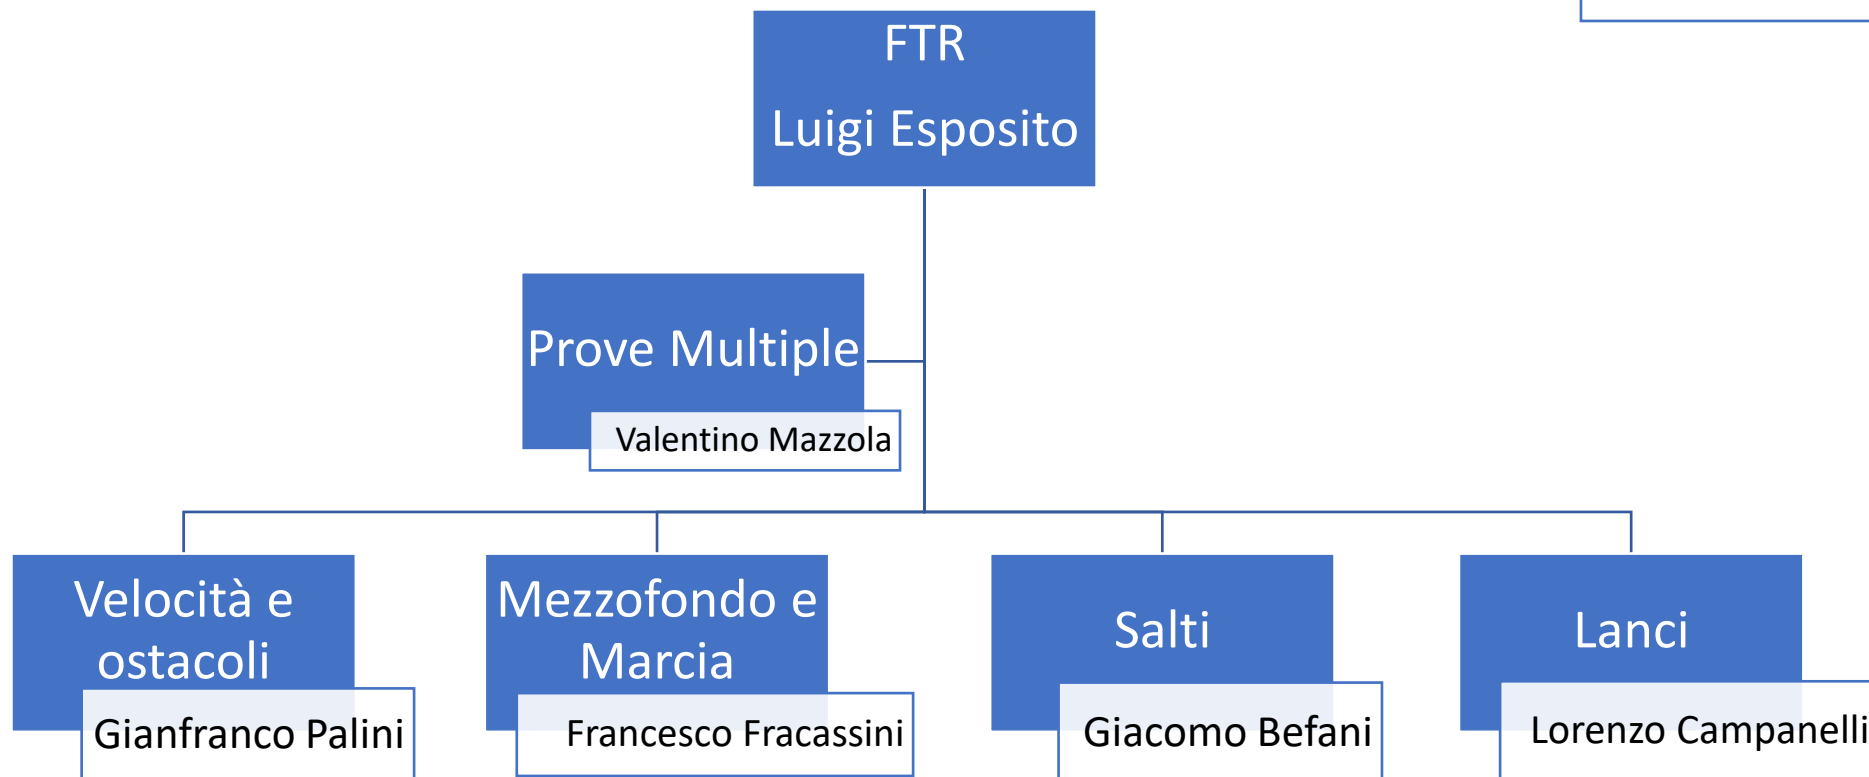 FTR
Luigi Esposito
Prove Multiple
Valentino Mazzola
Velocità e
ostacoli
Gianfranco Palini
Mezzofondo e
Marcia
Francesco Fracassini
Salti
Giacomo Befani
Lanci
Lorenzo Campanelli